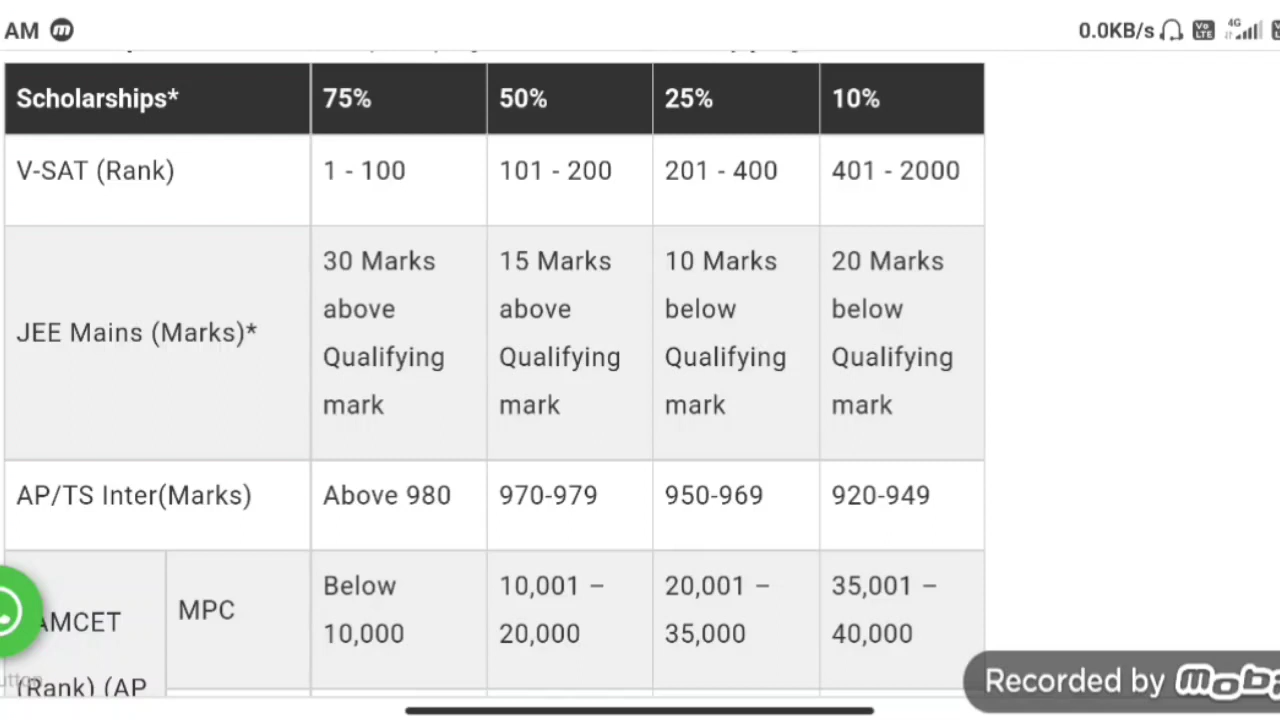 AM
0.0KB/s
Vo LTE 4G
Scholarships* 75% 50% 25% 10%
V-SAT (Rank) 1 - 100 101 - 200 201 - 400 401 - 2000
JEE Mains (Marks)*
30 Marks above Qualifying mark
15 Marks above Qualifying mark
10 Marks below Qualifying mark
20 Marks below Qualifying mark
AP/TS Inter(Marks) Above 980 970-979 950-969 920-949
AMCET
(Rank) (AP
MPC
Below 10,000
10,001 – 20,000
20,001 – 35,000
35,001 – 40,000
Recorded by